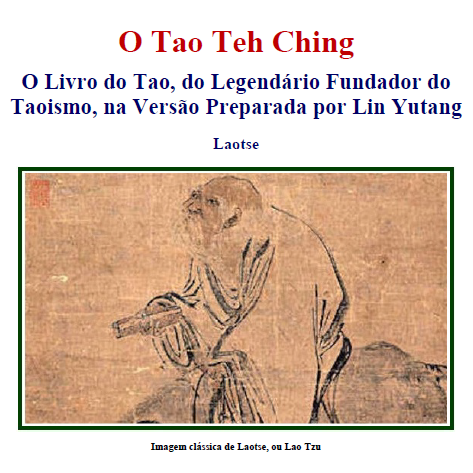 O Tao Teh Ching
O Livro do Tao, do Legendário Fundador do
Taoismo, na Versão Preparada por Lin Yutang
Laotse
Imagem clássica de Laotse, ou Lao Tzu